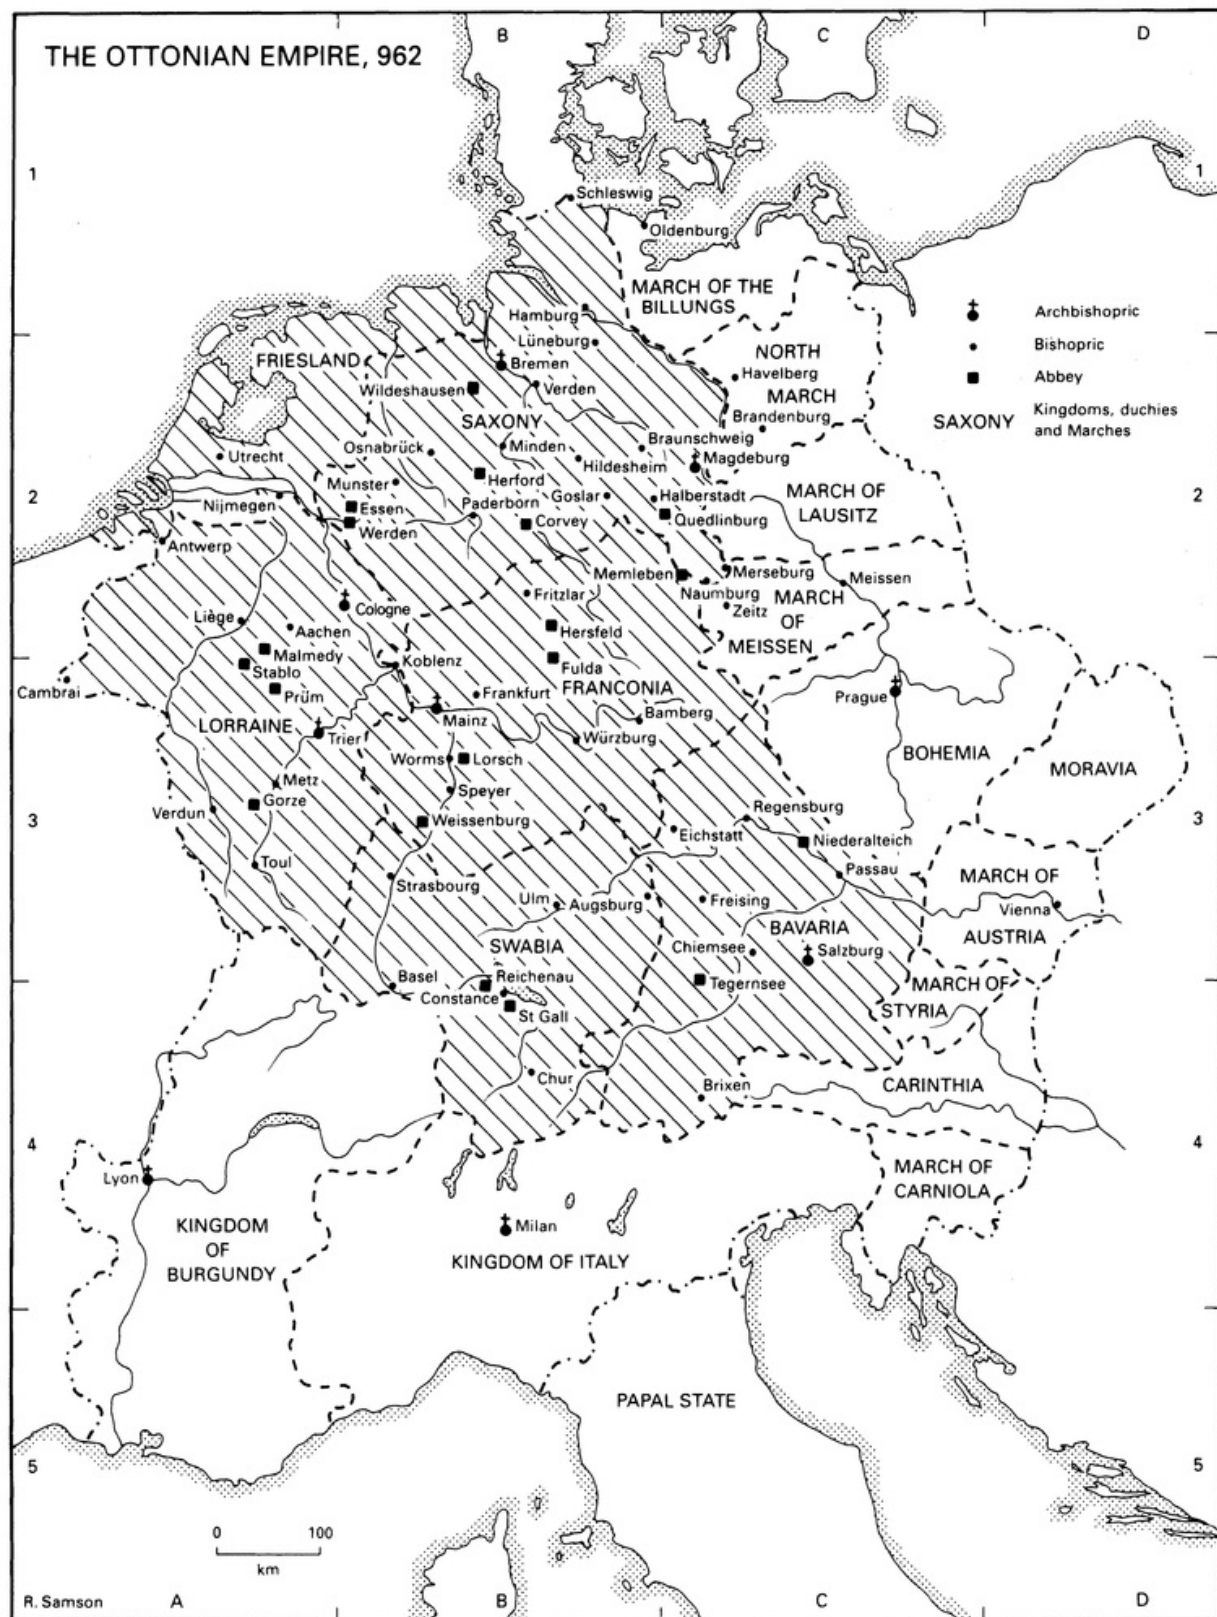 B
C
D
THE OTTONIAN EMPIRE, 962
1
1
Schleswig
Oldenburg
MARCH OF THE
BILLUNGS
Hamburg
Archbishopric
Lüneburg
FRIESLAND
Bremen
NORTH
Bishopric
Havelberg
Wildeshausen
Verden
MARCH
Abbey
SAXONY
Brandenburg
SAXONY
Kingdoms, duchies
and Marches
Osnabrück
Minden
Braunschweig
Utrecht
Hildesheim
Magdeburg
Munster
Herford
2
Nijmegen
Essen
Paderborn
Goslar
Halberstadt
MARCH OF
LAUSITZ
2
Werden
Corvey
Quedlinburg
Antwerp
Memleben
Merseburg
Meissen
Fritzlar
Naumburg
MARCH
Cologne
Zeitz
OF
Liège
Aachen
Hersfeld
MEISSEN
Malmedy
Koblenz
Fulda
Stablo
Cambrai
Prüm
Frankfurt
FRANCONIA
Prague
LORRAINE
Mainz
Bamberg
Trier
Würzburg
BOHEMIA
Worms
Lorsch
MORAVIA
Metz
Speyer
Verdun
Gorze
Regensburg
3
Weissenburg
Eichstatt
3
Niederalteich
Toul
Passau
MARCH OF
Strasbourg
Ulm
Augsburg
Freising
Vienna
BAVARIA
AUSTRIA
SWABIA
Chiemsee
Salzburg
Basel
Reichenau
Tegernsee
MARCH OF
Constance
STYRIA
St Gall
Chur
Brixen
CARINTHIA
4
4
Lyon
MARCH OF
CARNIOLA
KINGDOM
OF
BURGUNDY
Milan
KINGDOM OF ITALY
PAPAL STATE
5
5
0
100
km
R. Samson
A
B
C
D